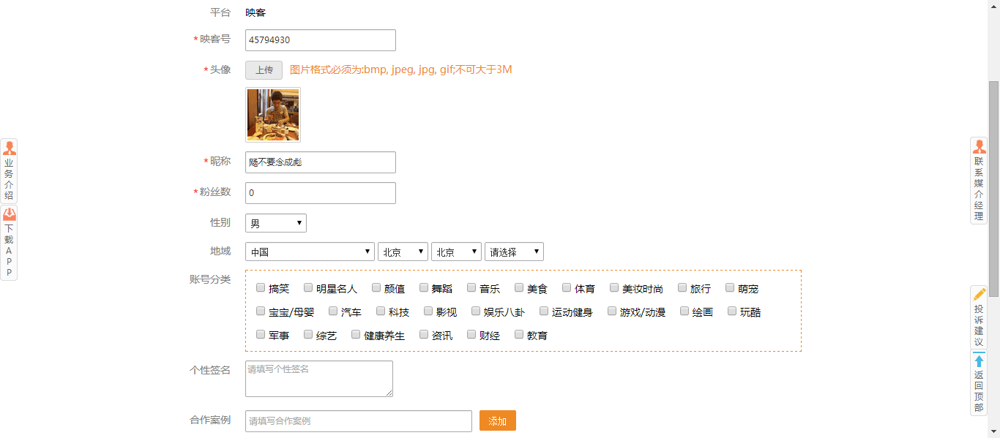 平台 映客
*映客号 45794930
*头像 上传 图片格式必须为:bmp, jpeg, jpg, gif;不可大于3M
*昵称 飚不要念成彪
*粉丝数 0
性别 男
地域 中国 北京 北京 请选择
账号分类 搞笑 明星名人 颜值 舞蹈 音乐 美食 体育 美妆时尚 旅行 萌宠
宝宝/母婴 汽车 科技 影视 娱乐八卦 运动健身 游戏/动漫 绘画 玩酷
军事 综艺 健康养生 资讯 财经 教育
个性签名 请填写个性签名
合作案例 请填写合作案例 添加
业务介绍
下载APP
联系媒介经理
投诉建议
返回顶部